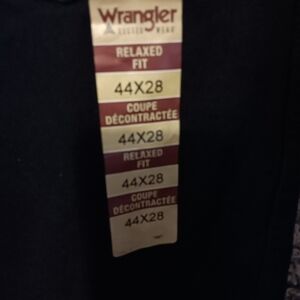 Wrangler
RELAXED
FIT
44X28
COUPE
DÉCONTRACTÉE
44X28
RELAXED
FIT
44X28
COUPE
DÉCONTRACTÉE
44X28